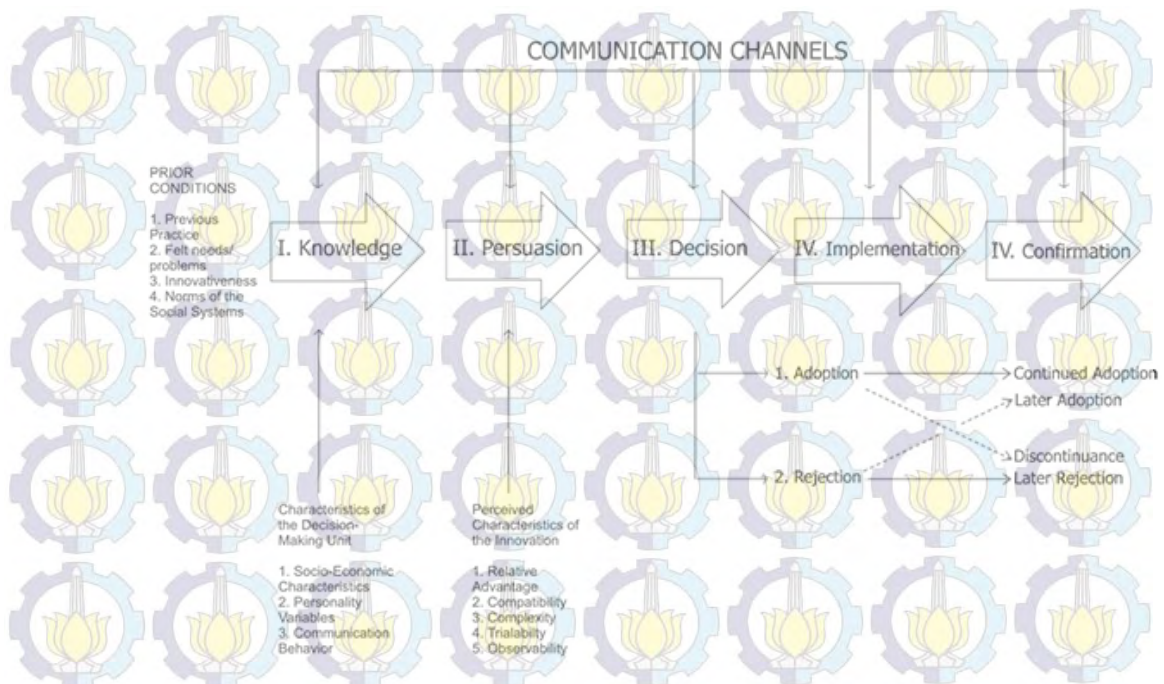 COMMUNICATION CHANNELS
PRIOR
CONDITIONS
1. Previous
Practice
2. Felt needs/
problems
3. Innovativeness
4. Norms of the
Social Systems
I. Knowledge
II. Persuasion
III. Decision
IV. Implementation
IV. Confirmation
1. Adoption
Continued Adoption
Later Adoption
Discontinuance
2. Rejection
Later Rejection
Characteristics of
the Decision-
Making Unit
1. Socio-Economic
Characteristics
2. Personality
Variables
3. Communication
Behavior
Perceived
Characteristics of
the Innovation
1. Relative
Advantage
2. Compatibility
3. Complexity
4. Trialabilty
5. Observability